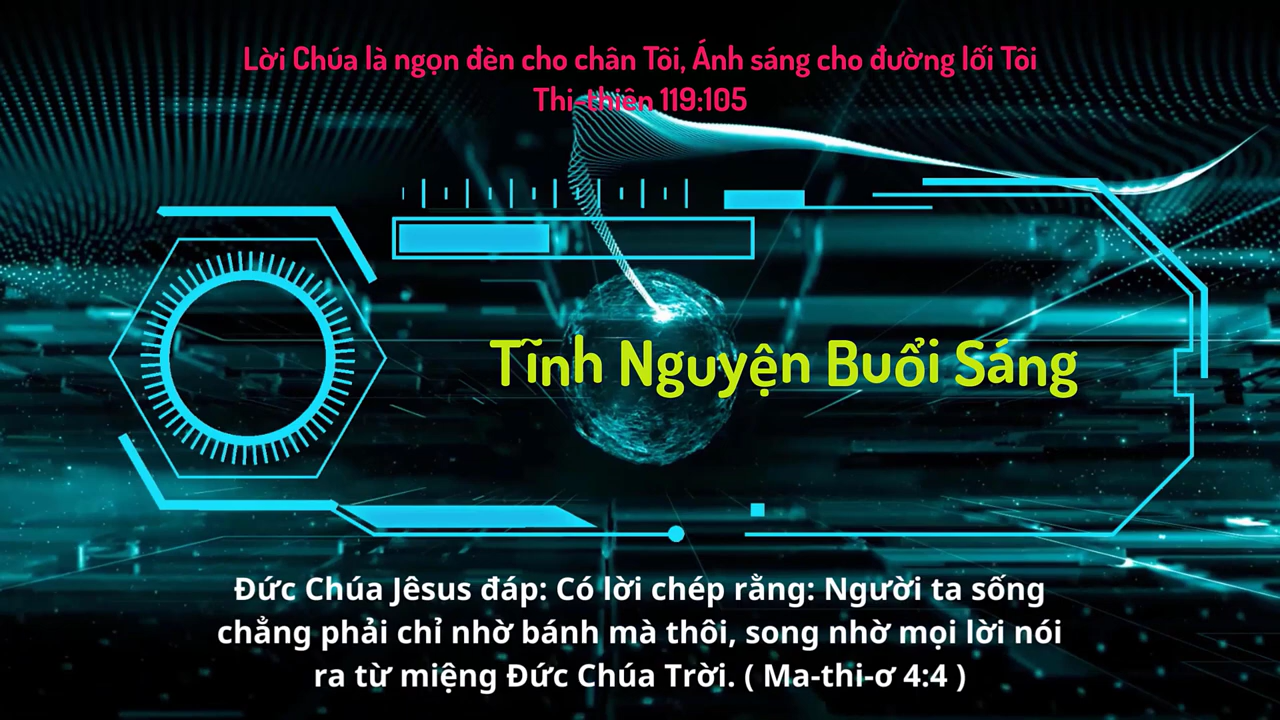 Lời Chúa là ngọn đèn cho chân Tôi, Ánh sáng cho đường lối Tôi
Thi-thiên 119:105
Tĩnh Nguyện Buổi Sáng
Đức Chúa Jêsus đáp: Có lời chép rằng: Người ta sống
chẳng phải chỉ nhờ bánh mà thôi, song nhờ mọi lời nói
ra từ miệng Đức Chúa Trời. ( Ma-thi-ơ 4:4 )